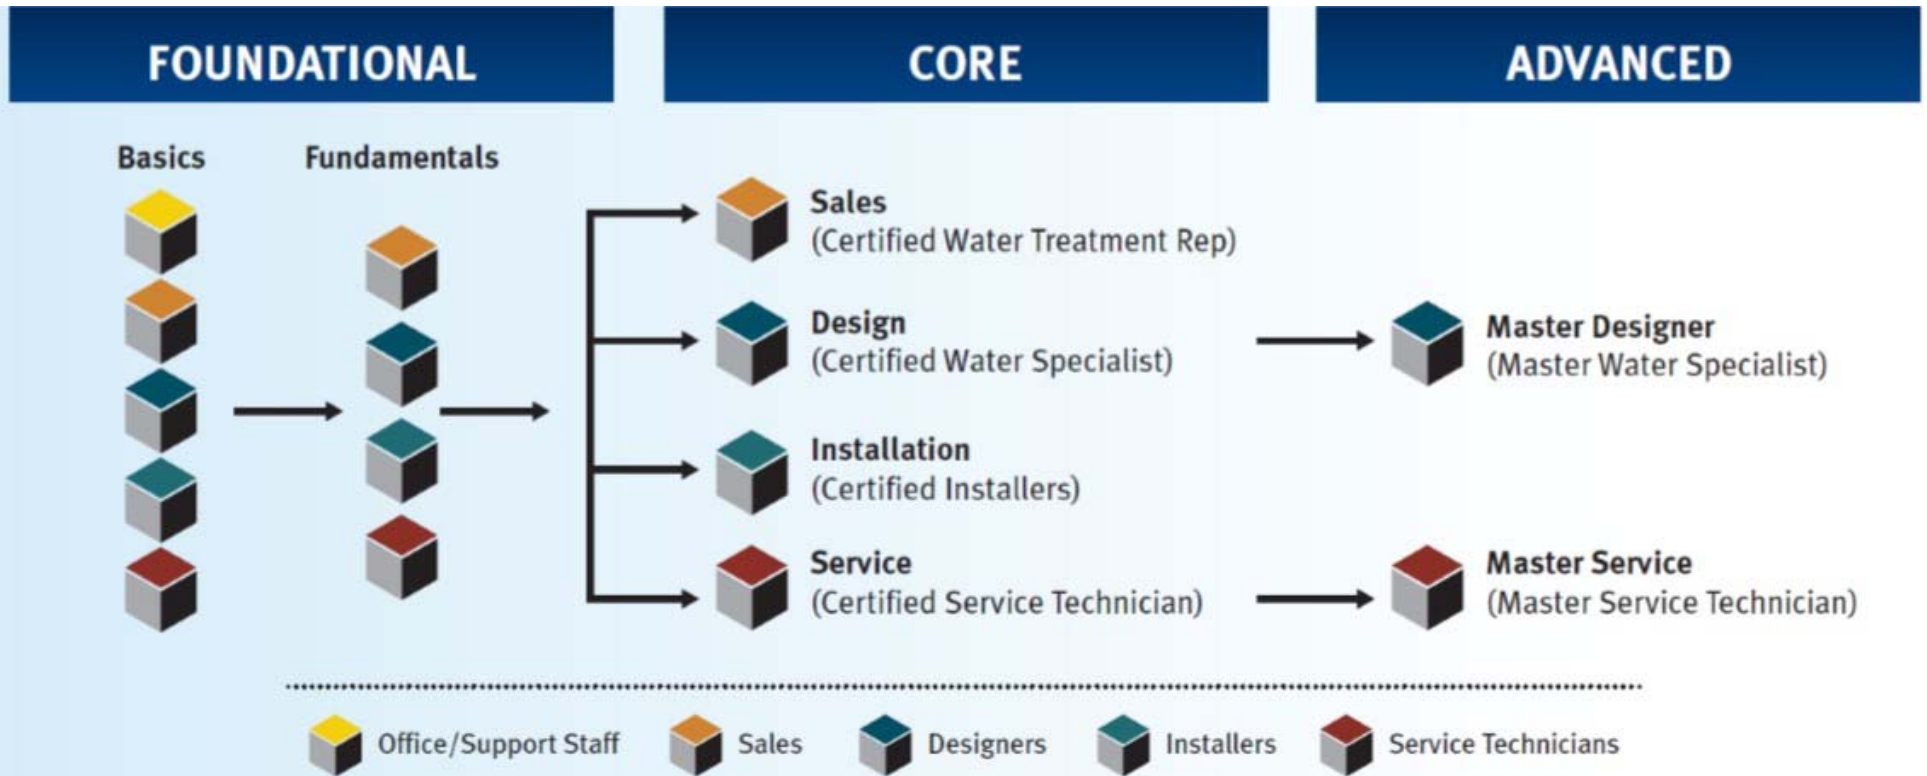 FOUNDATIONAL
CORE
ADVANCED
Basics
Fundamentals
Sales
(Certified Water Treatment Rep)
Design
(Certified Water Specialist)
Master Designer
(Master Water Specialist)
Installation
(Certified Installers)
Service
(Certified Service Technician)
Master Service
(Master Service Technician)
Office/Support Staff
Sales
Designers
Installers
Service Technicians